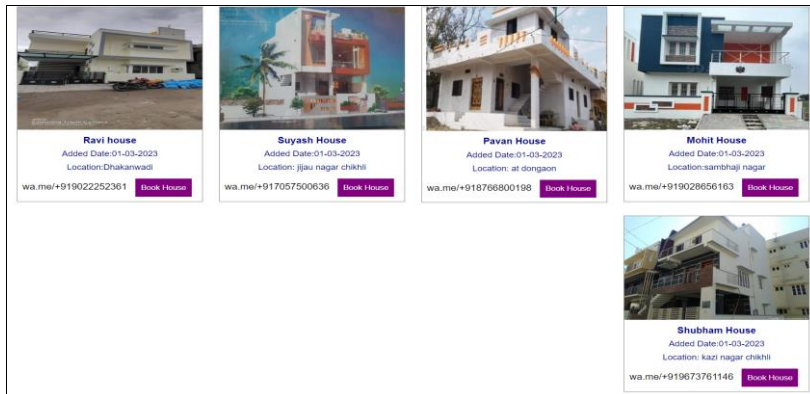 Ravi house
Added Date:01-03-2023
Location:Dhakanwadi
wa.me/+919022252361 Book House
Suyash House
Added Date:01-03-2023
Location: jijau nagar chikhli
wa.me/+917057500636 Book House
Pavan House
Added Date:01-03-2023
Location: at dongaon
wa.me/+918766800198 Book House
Mohit House
Added Date:01-03-2023
Location:sambhaji nagar
wa.me/+919028656163 Book House
Shubham House
Added Date:01-03-2023
Location: kazi nagar chikhli
wa.me/+919673761146 Book House